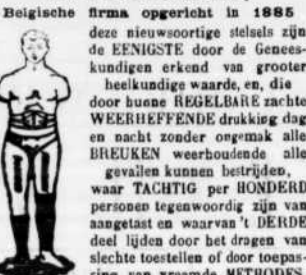 Belgische firma opgericht in 1885
deze nieuwsoortige stelsels zijn
de EENIGSTE door de Genees-
kundigen erkend van grooter
heelkundige waarde, en, die
door hunne REGELBARE zachte
WEERHEFFENDE drukking dag
en nacht zonder ongemak alle
BREUKEN weerhoudende alle
gevallen kunnen bestrijden,
waar TACHTIG per HONDERD
personen tegenwoordig zijn van
aangetast en waarvan 't DERDE
deel lijden door het dragen van
slechte toestellen of door toepas-